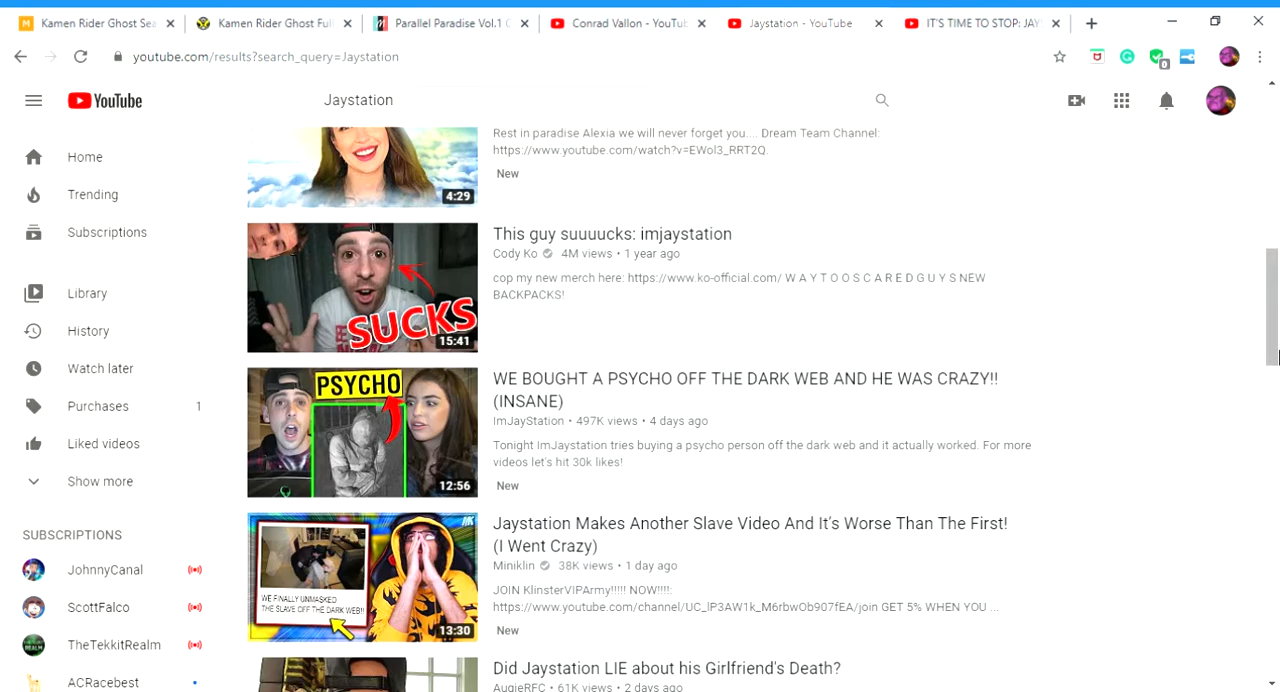 Kamen Rider Ghost Sea
Kamen Rider Ghost Full
Parallel Paradise Vol.1 C
Conrad Vallon - YouTub
Jaystation - YouTube
IT'S TIME TO STOP: JAY
youtube.com/results?search_query=Jaystation
0
YouTube
Jaystation
Home
Trending
Subscriptions
Library
History
Watch later
Purchases 1
Liked videos
Show more
SUBSCRIPTIONS
JohnnyCanal
ScottFalco
TheTekkitRealm
ACRacebest
4:29
Rest in paradise Alexia we will never forget you.... Dream Team Channel:
https://www.youtube.com/watch?v=EWol3_RRT2Q.
New
SUCKS
15:41
This guy suuuucks: imjaystation
Cody Ko 4M views • 1 year ago
cop my new merch here: https://www.ko-official.com/ W A Y T O O S C A R E D G U Y S NEW
BACKPACKS!
PSYCHO
12:56
WE BOUGHT A PSYCHO OFF THE DARK WEB AND HE WAS CRAZY!!
(INSANE)
ImJayStation • 497K views • 4 days ago
Tonight ImJaystation tries buying a psycho person off the dark web and it actually worked. For more
videos let's hit 30k likes!
New
WE FINALLY UNMASKED
THE SLAVE OFF THE DARK WEB!!
13:30
Jaystation Makes Another Slave Video And It's Worse Than The First!
(I Went Crazy)
Miniklin 38K views • 1 day ago
JOIN KlinsterVIPArmy!!!!! NOW!!!!:
https://www.youtube.com/channel/UC_lP3AW1k_M6rbwOb907fEA/join GET 5% WHEN YOU ...
New
Did Jaystation LIE about his Girlfriend's Death?
AugieRFC • 61K views • 2 days ago